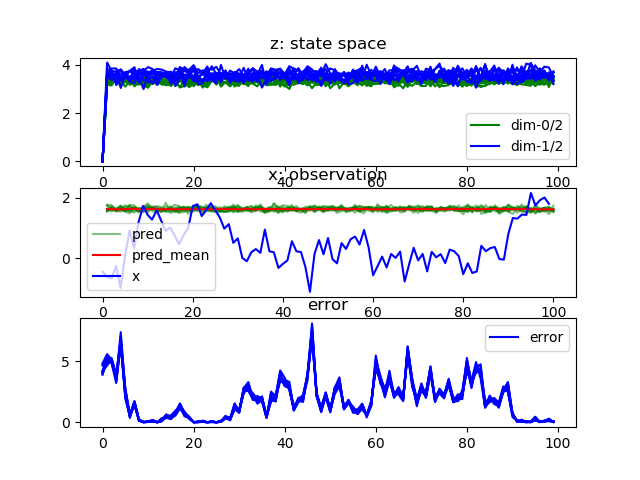 z: state space
4
2
0
dim-0/2
dim-1/2
0 20 40 60 80 100
x: observation
2
0
pred
pred_mean
x
0 20 40 60 80 100
error
5
0
error
0 20 40 60 80 100